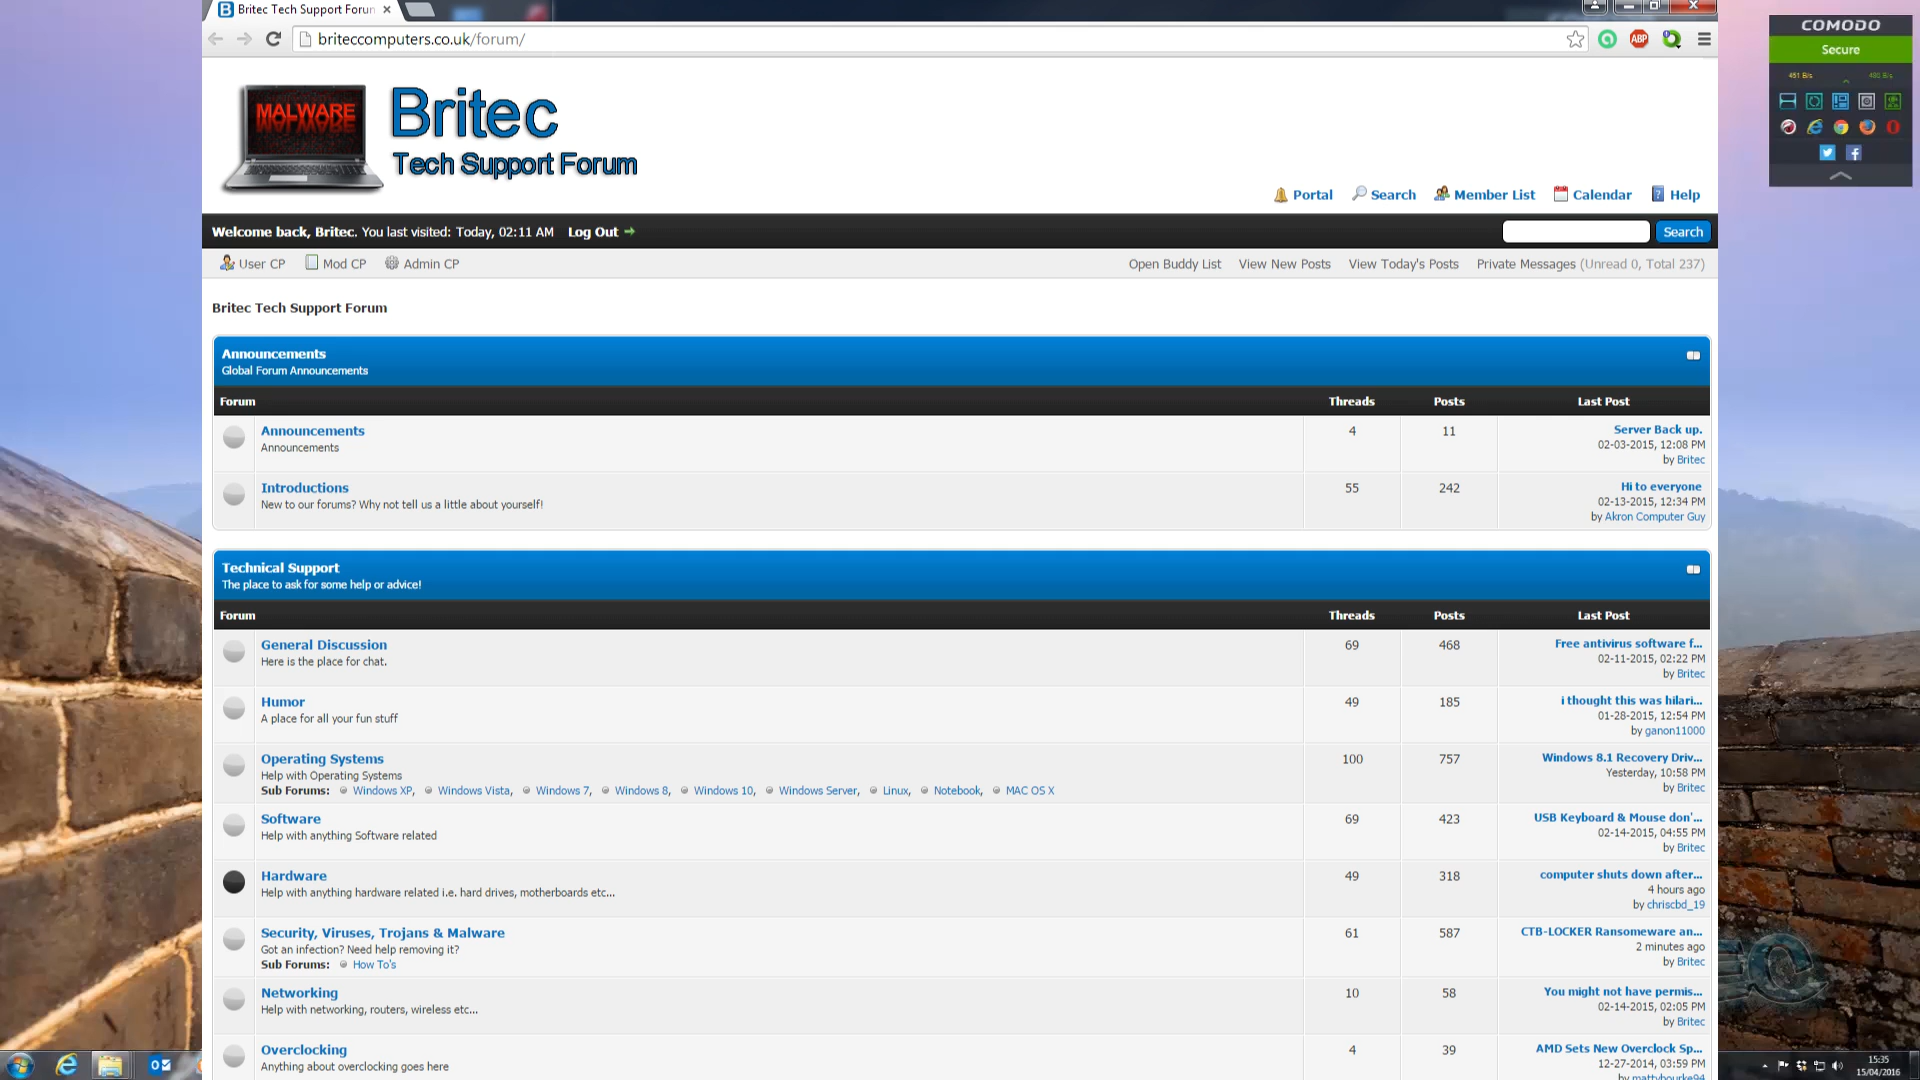 Britec Tech Support Forum
COMODO
Secure
briteccomputers.co.uk/forum/
451 B/s
MALWARE
Britec
Tech Support Forum
Portal Search Member List Calendar Help
Welcome back, Britec. You last visited: Today, 02:11 AM Log Out
Search
User CP Mod CP Admin CP
Open Buddy List View New Posts View Today's Posts Private Messages (Unread 0, Total 237)
Britec Tech Support Forum
Announcements
Global Forum Announcements
Forum Threads Posts Last Post
Announcements 4 11 Server Back up.
Announcements 02-03-2015, 12:08 PM
by Britec
Introductions 55 242 Hi to everyone
New to our forums? Why not tell us a little about yourself! 02-13-2015, 12:34 PM
by Akron Computer Guy
Technical Support
The place to ask for some help or advice!
Forum Threads Posts Last Post
General Discussion 69 468 Free antivirus software f...
Here is the place for chat. 02-11-2015, 02:22 PM
by Britec
Humor 49 185 i thought this was hilari...
A place for all your fun stuff 01-28-2015, 12:54 PM
by ganon11000
Operating Systems 100 757 Windows 8.1 Recovery Driv...
Help with Operating Systems Yesterday, 10:58 PM
Sub Forums: Windows XP, Windows Vista, Windows 7, Windows 8, Windows 10, Windows Server, Linux, Notebook, MAC OS X by Britec
Software 69 423 USB Keyboard & Mouse don'...
Help with anything Software related 02-14-2015, 04:55 PM
by Britec
Hardware 49 318 computer shuts down after...
Help with anything hardware related i.e. hard drives, motherboards etc... 4 hours ago
by chriscbd_19
Security, Viruses, Trojans & Malware 61 587 CTB-LOCKER Ransomeware an...
Got an infection? Need help removing it? 2 minutes ago
Sub Forums: How To's by Britec
Networking 10 58 You might not have permis...
Help with networking, routers, wireless etc... 02-14-2015, 02:05 PM
by Britec
Overclocking 4 39 AMD Sets New Overclock Sp...
Anything about overclocking goes here 12-27-2014, 03:59 PM
by mattybourke94
15:35
15/04/2016